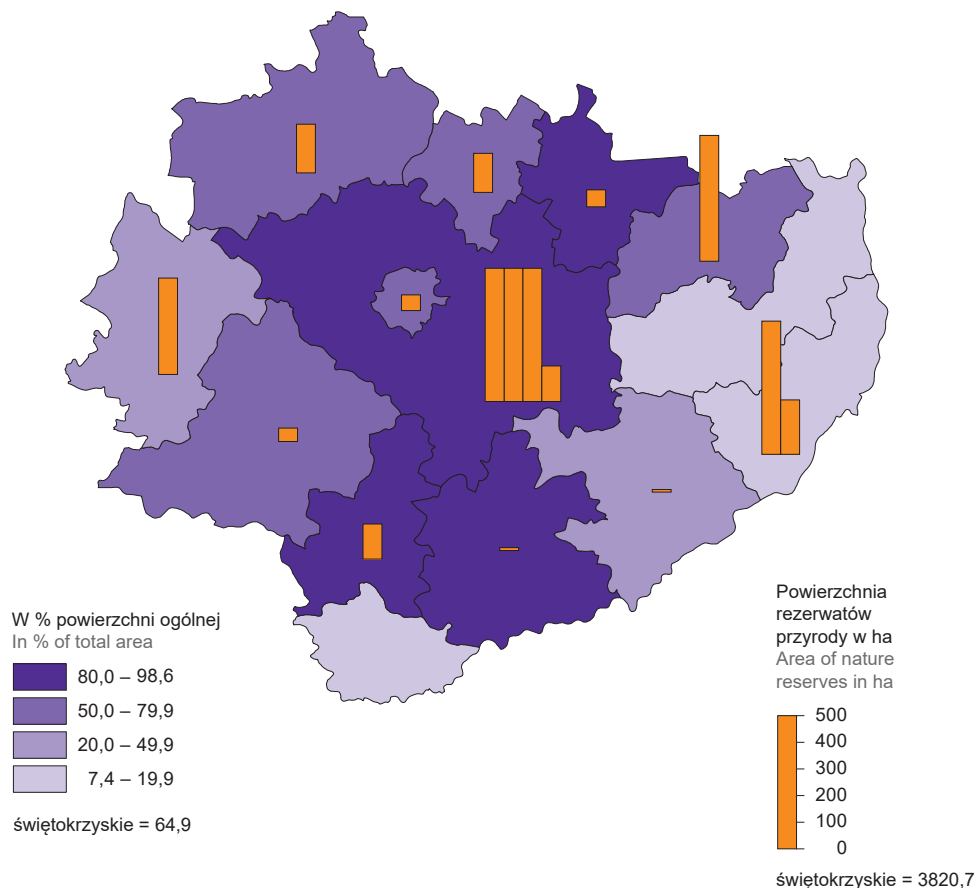 W % powierzchni ogólnej
In % of total area
80,0 – 98,6
50,0 – 79,9
20,0 – 49,9
7,4 – 19,9
świętokrzyskie = 64,9
Powierzchnia
rezerwatów
przyrody w ha
Area of nature
reserves in ha
500
400
300
200
100
0
świętokrzyskie = 3820,7